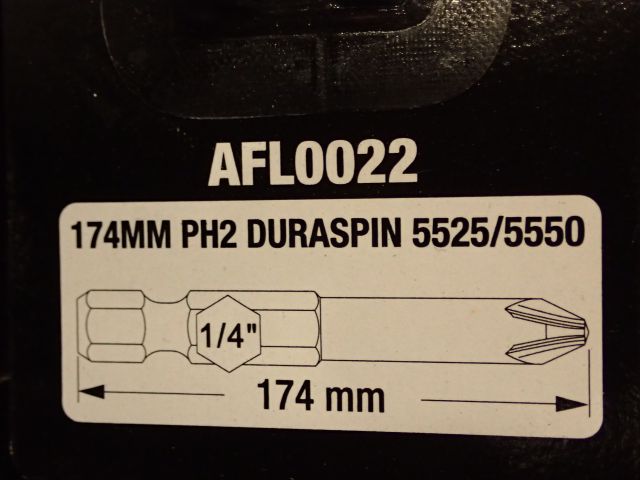 AFL0022
174MM PH2 DURASPIN 5525/5550
1/4"
174 mm